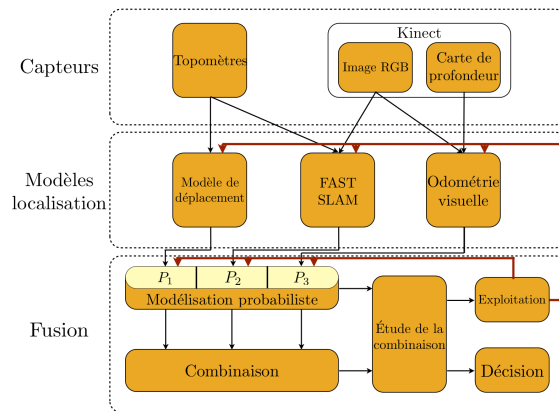 Kinect
Capteurs
Topomètres
Image RGB
Carte de
profondeur
Modèles
localisation
Modèle de
déplacement
FAST
SLAM
Odométrie
visuelle
Fusion
P1
P2
P3
Modélisation probabiliste
Étude de la
combinaison
Exploitation
Combinaison
Décision